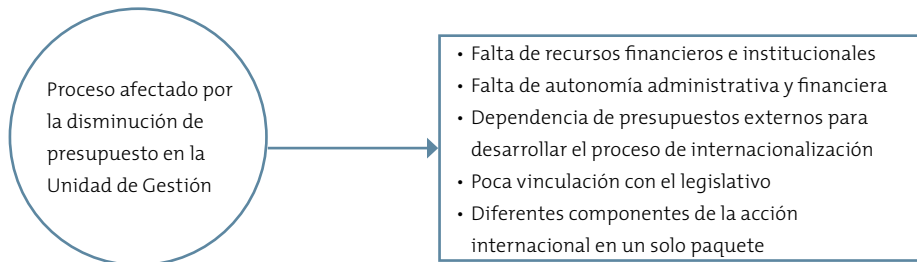 Proceso afectado por
la disminución de
presupuesto en la
Unidad de Gestión
• Falta de recursos financieros e institucionales
• Falta de autonomía administrativa y financiera
• Dependencia de presupuestos externos para
desarrollar el proceso de internacionalización
• Poca vinculación con el legislativo
• Diferentes componentes de la acción
internacional en un solo paquete